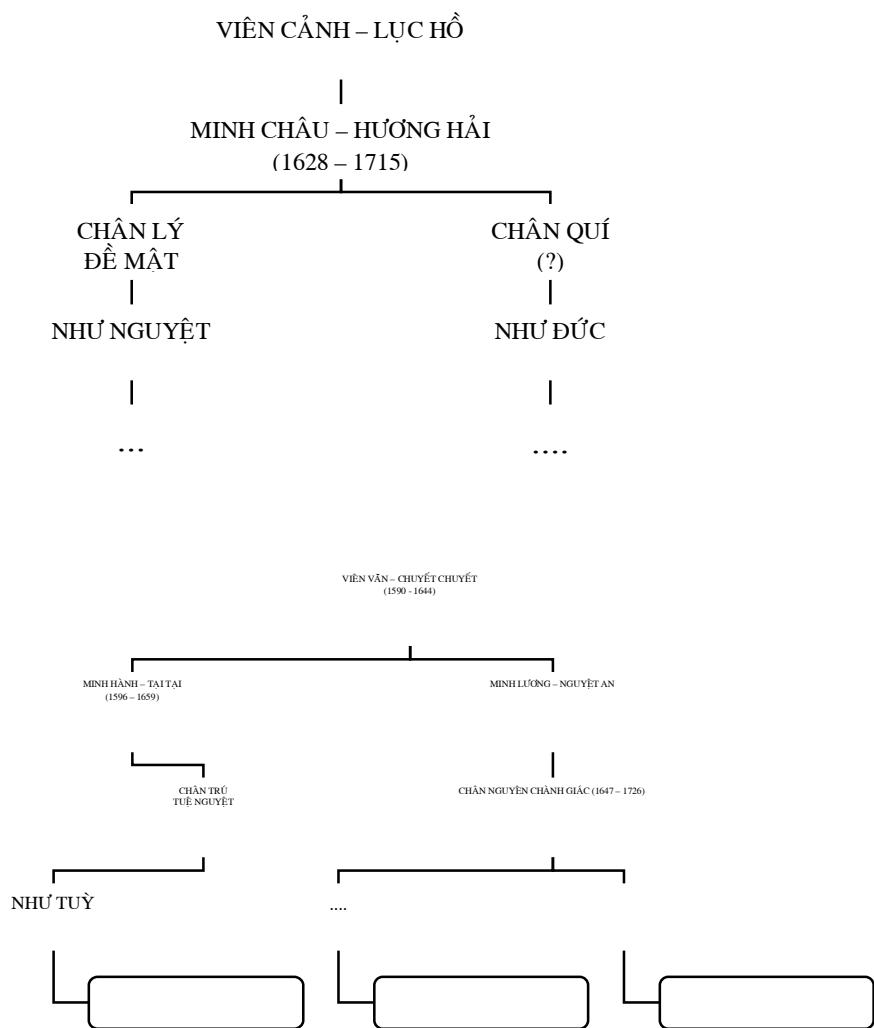 VIÊN CẢNH – LỤC HỒ
MINH CHÂU – HƯƠNG HẢI
(1628 – 1715)
CHÂN LÝ
ĐỀ MẬT
CHÂN QUÍ
(?)
NHƯ NGUYỆT
NHƯ ĐỨC
...
....
VIÊN VĂN – CHUYẾT CHUYẾT
(1590 - 1644)
MINH HÀNH – TẠI TẠI
(1596 – 1659)
MINH LƯƠNG – NGUYỆT AN
CHÂN TRÚ
TUỆ NGUYỆT
CHÂN NGUYÊN CHÀNH GIÁC (1647 – 1726)
NHƯ TUỲ
....